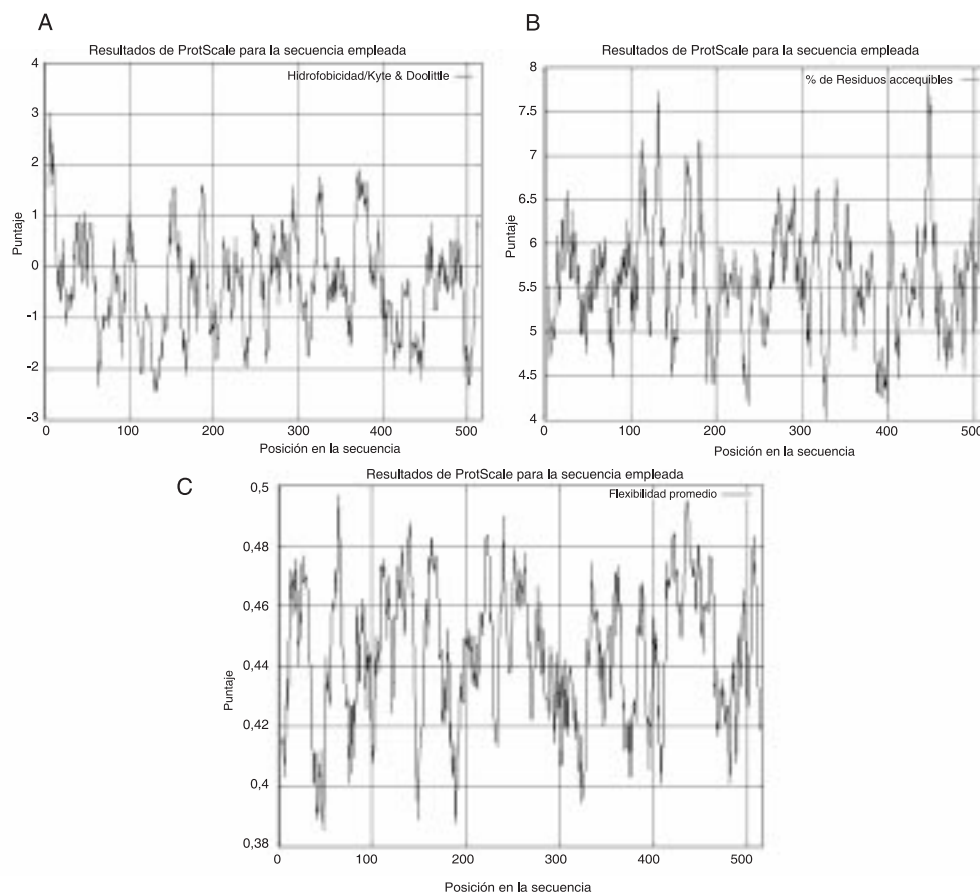 A
Resultados de ProtScale para la secuencia empleada
Hidrofobicidad/Kyte & Doolittle
4
3
2
1
0
-1
-2
-3
Puntaje
0 100 200 300 400 500
Posición en la secuencia
B
Resultados de ProtScale para la secuencia empleada
% de Residuos accequibles
8
7.5
7
6.5
6
5.5
5
4.5
4
Puntaje
0 100 200 300 400 500
Posición en la secuencia
C
Resultados de ProtScale para la secuencia empleada
Flexibilidad promedio
0,5
0,48
0,46
0,44
0,42
0,4
0,38
Puntaje
0 100 200 300 400 500
Posición en la secuencia